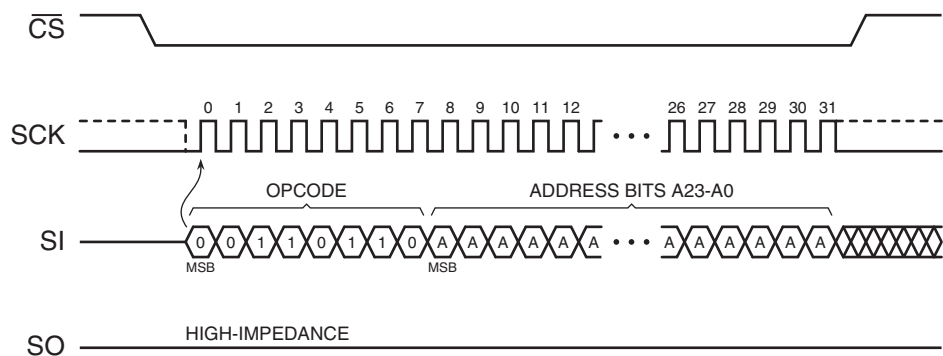 CS
0 1 2 3 4 5 6 7 8 9 10 11 12 26 27 28 29 30 31
SCK
OPCODE ADDRESS BITS A23-A0
SI 0 0 1 1 0 1 1 0 A A A A A A A A A A A A
MSB MSB
HIGH-IMPEDANCE
SO